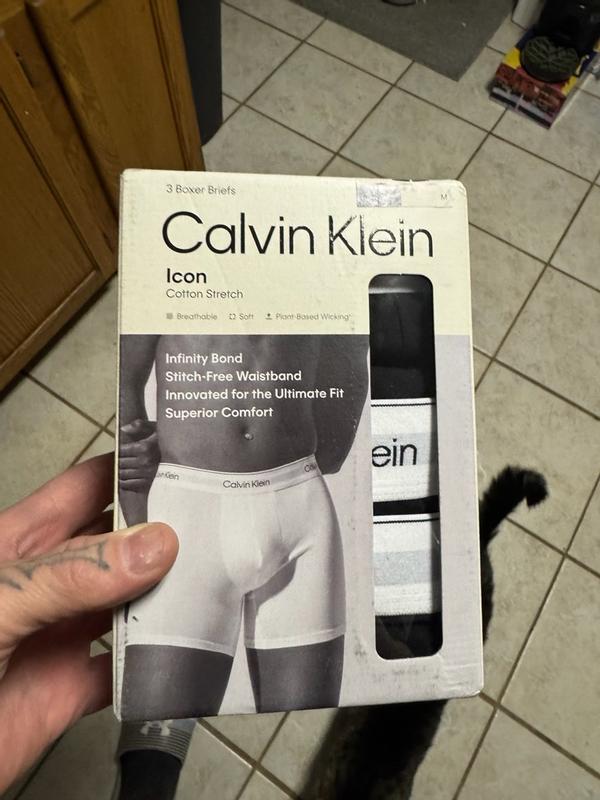 3 Boxer Briefs
M
Calvin Klein
Icon
Cotton Stretch
Breathable Soft Plant-Based Wicking*
Infinity Bond
Stitch-Free Waistband
Innovated for the Ultimate Fit
Superior Comfort
ein
Calvin Klein